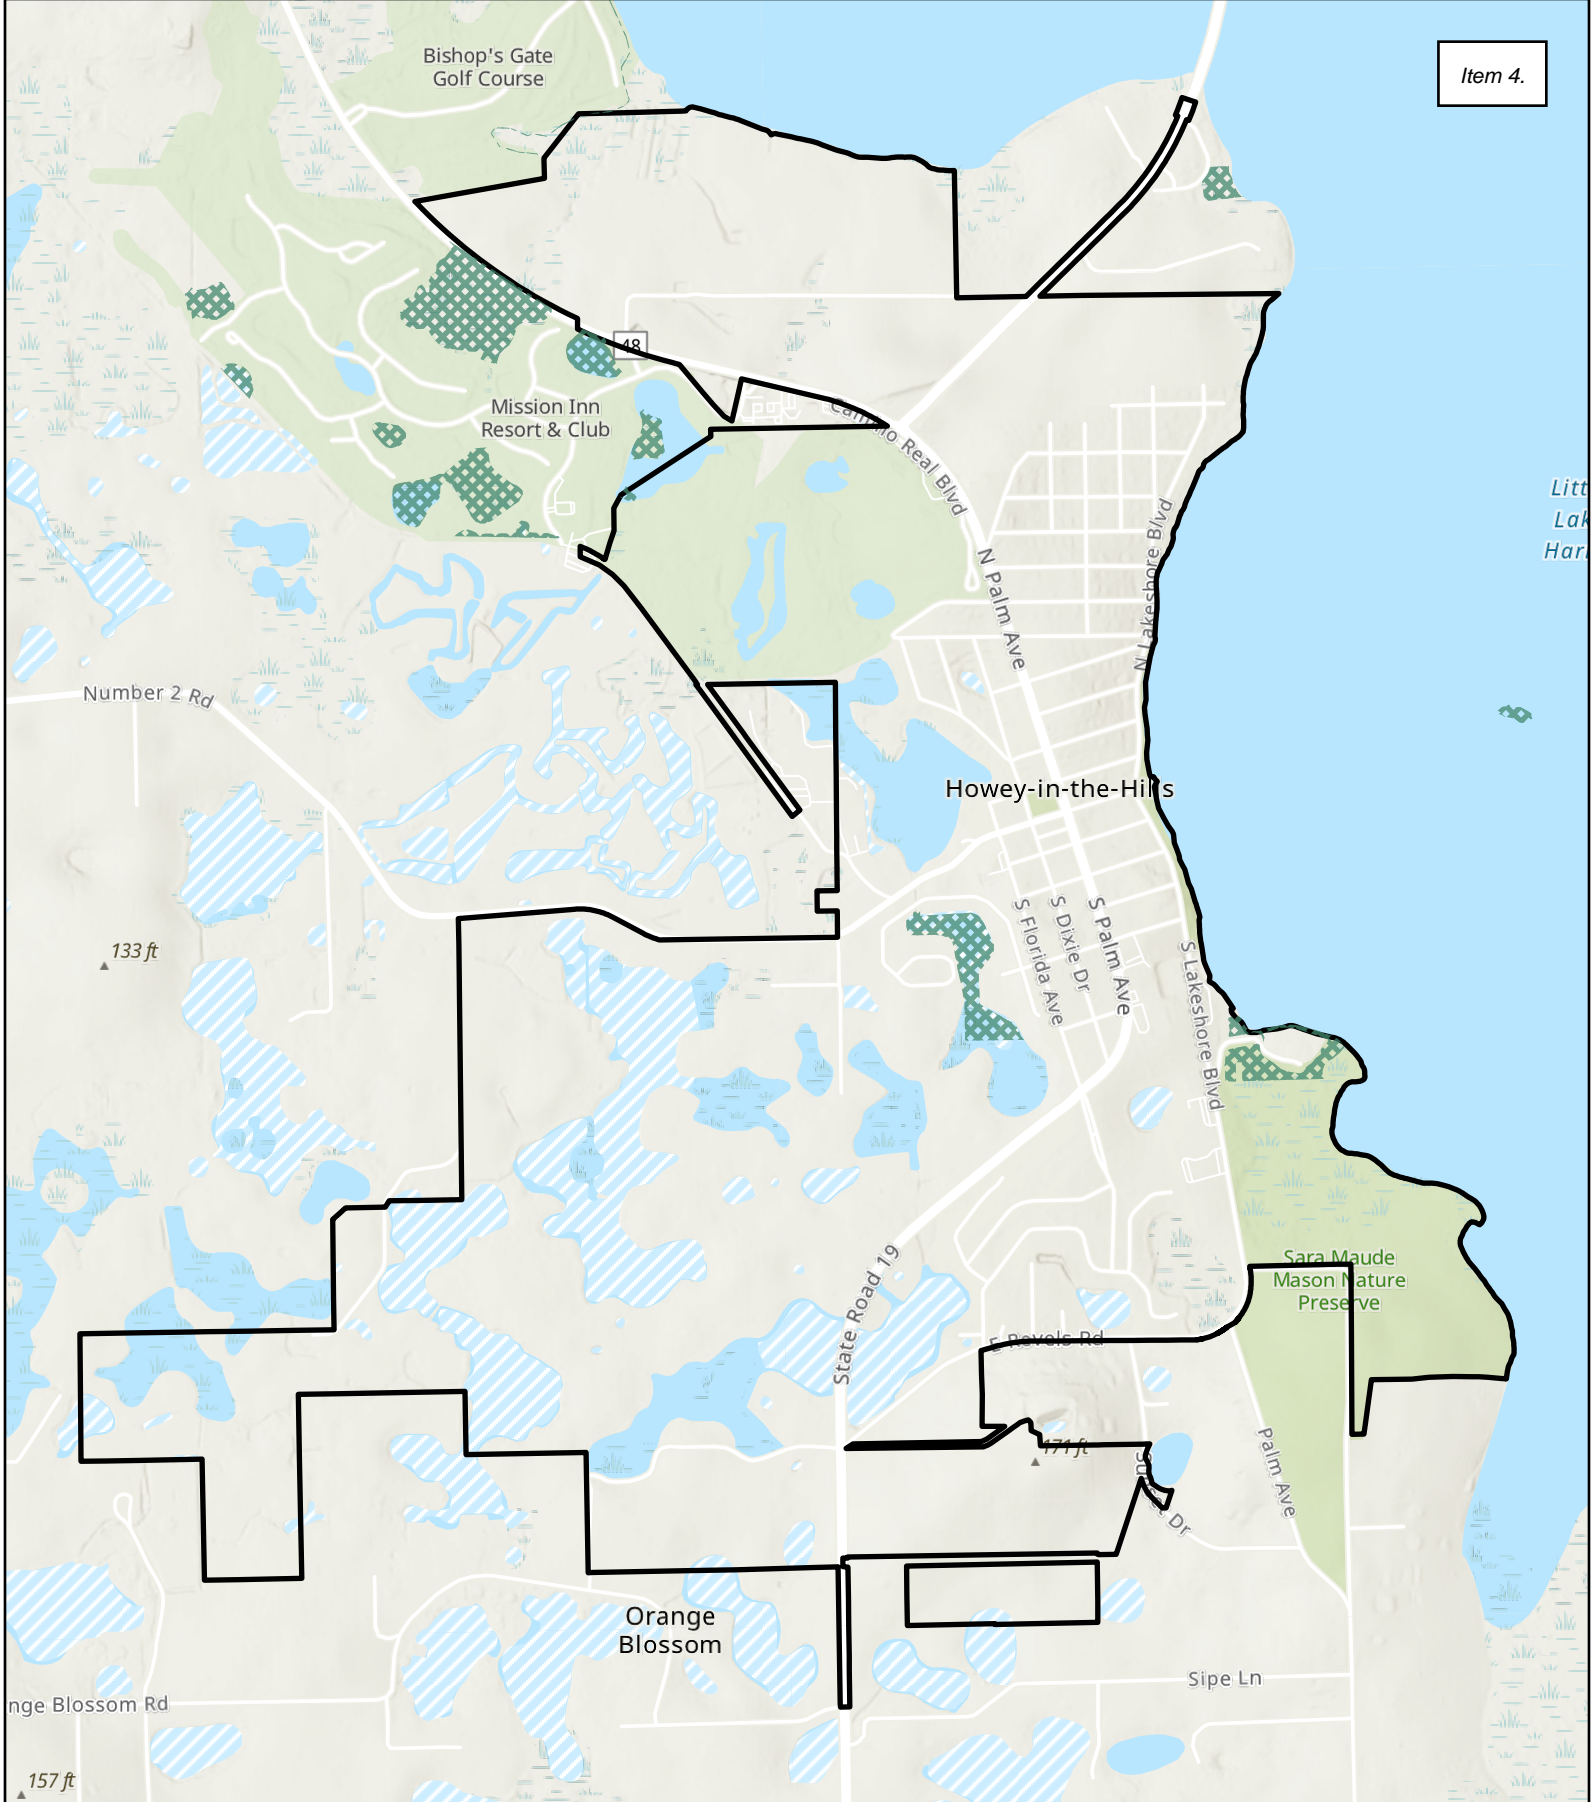 Bishop's Gate
Golf Course
Item 4.
48
Mission Inn
Resort & Club
Camino Real Blvd
N Palm Ave
N Lakeshore Blvd
Number 2 Rd
Howey-in-the-Hills
133 ft
S Florida Ave
S Dixie Dr
S Palm Ave
S Lakeshore Blvd
State Road 19
Sara Maude
Mason Nature
Preserve
E Revels Rd
171 ft
Sunset Dr
Palm Ave
Orange
Blossom
Sipe Ln
nge Blossom Rd
157 ft